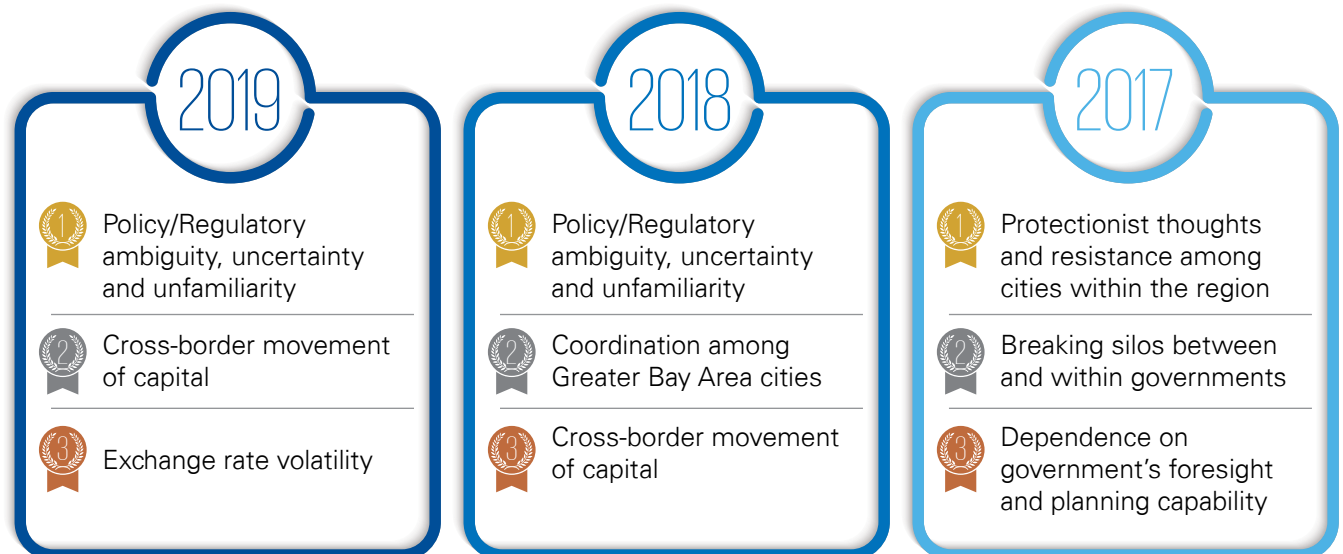 2019
1
Policy/Regulatory
ambiguity, uncertainty
and unfamiliarity
2
Cross-border movement
of capital
3
Exchange rate volatility
2018
1
Policy/Regulatory
ambiguity, uncertainty
and unfamiliarity
2
Coordination among
Greater Bay Area cities
3
Cross-border movement
of capital
2017
1
Protectionist thoughts
and resistance among
cities within the region
2
Breaking silos between
and within governments
3
Dependence on
government’s foresight
and planning capability